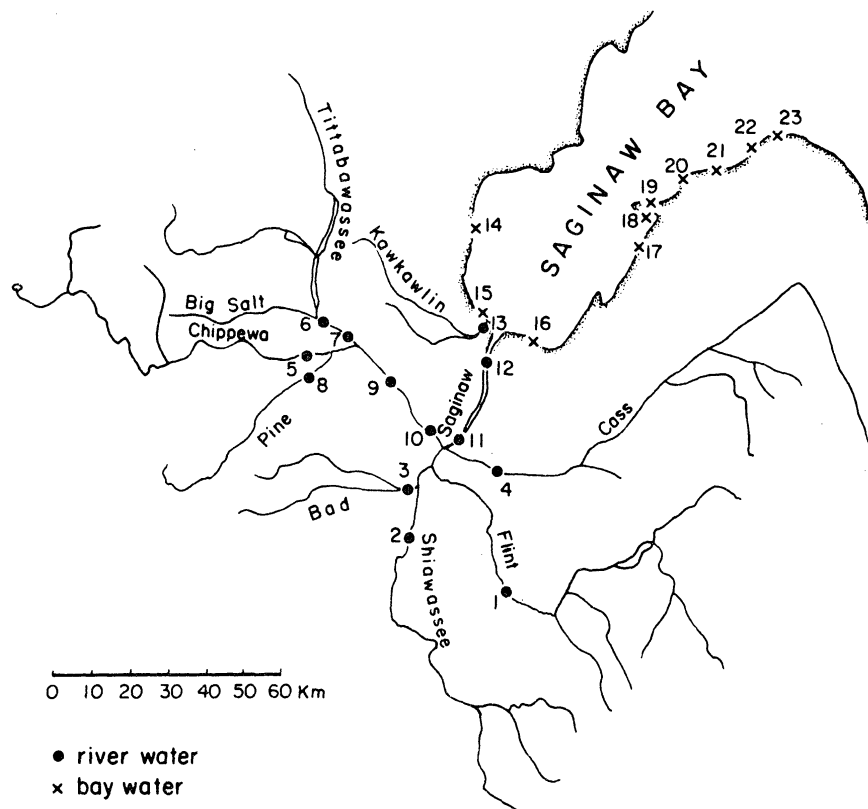 Tittabawassee
SAGINAW BAY
23
22
21
20
19
18
17
14
Kawkawlin
15
13
16
Big Salt
6
Chippewa
7
5
8
12
9
Pine
Saginaw
10
11
Cass
3
4
Bad
2
Shiawassee
Flint
1
0 10 20 30 40 50 60 Km
● river water
× bay water